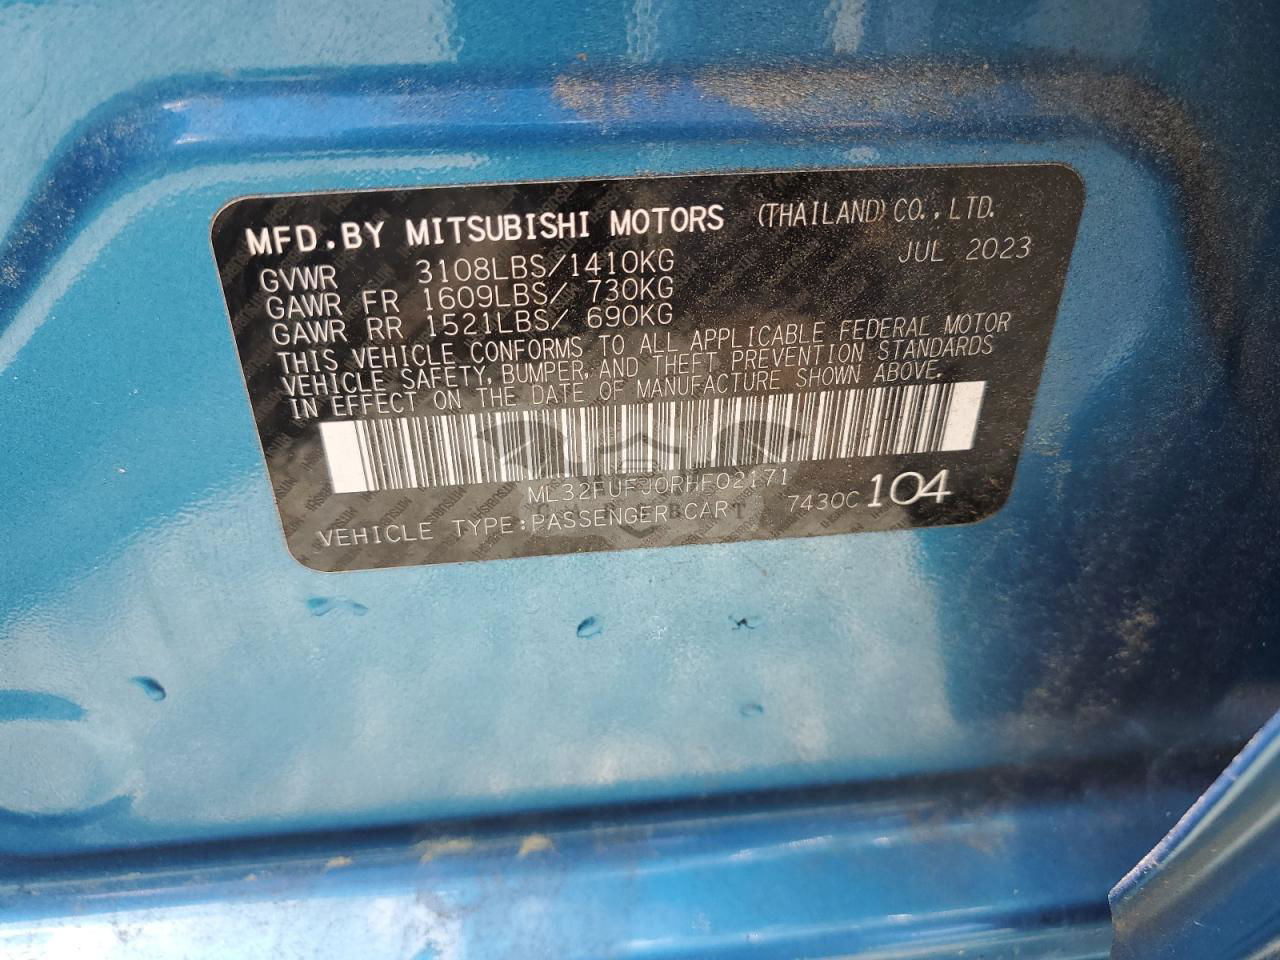 MFD.BY MITSUBISHI MOTORS (THAILAND)CO.,LTD.
JUL 2023
GVWR 3108LBS/1410KG
GAWR FR 1609LBS/ 730KG
GAWR RR 1521LBS/ 690KG
THIS VEHICLE CONFORMS TO ALL APPLICABLE FEDERAL MOTOR
VEHICLE SAFETY, BUMPER, AND THEFT PREVENTION STANDARDS
IN EFFECT ON THE DATE OF MANUFACTURE SHOWN ABOVE.
ML32FUFJ0RHF02171
7430C 104
VEHICLE TYPE:PASSENGER CAR